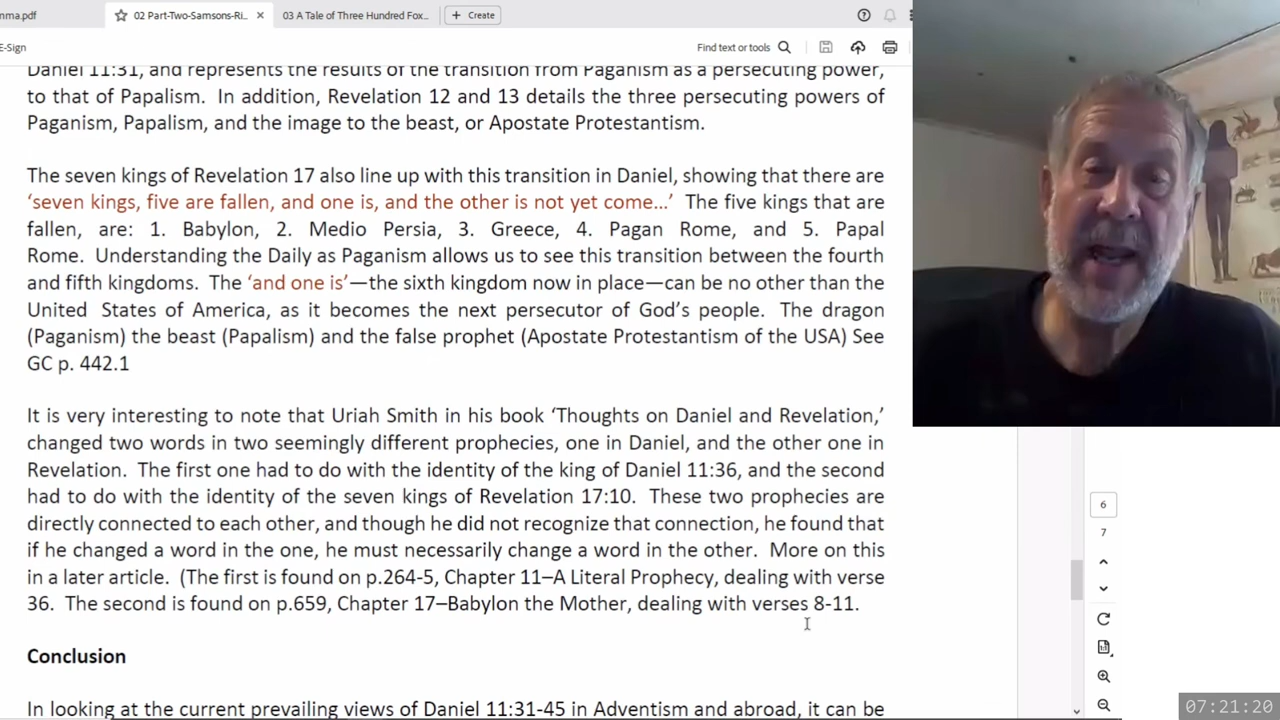 mma.pdf
02 Part-Two-Samsons-Ri...
03 A Tale of Three Hundred Fox...
Create
E-Sign
Find text or tools
Daniel 11:31, and represents the results of the transition from Paganism as a persecuting power,
to that of Papalism. In addition, Revelation 12 and 13 details the three persecuting powers of
Paganism, Papalism, and the image to the beast, or Apostate Protestantism.
The seven kings of Revelation 17 also line up with this transition in Daniel, showing that there are
‘seven kings, five are fallen, and one is, and the other is not yet come…’ The five kings that are
fallen, are: 1. Babylon, 2. Medio Persia, 3. Greece, 4. Pagan Rome, and 5. Papal
Rome. Understanding the Daily as Paganism allows us to see this transition between the fourth
and fifth kingdoms. The ‘and one is’—the sixth kingdom now in place—can be no other than the
United States of America, as it becomes the next persecutor of God’s people. The dragon
(Paganism) the beast (Papalism) and the false prophet (Apostate Protestantism of the USA) See
GC p. 442.1
It is very interesting to note that Uriah Smith in his book ‘Thoughts on Daniel and Revelation,’
changed two words in two seemingly different prophecies, one in Daniel, and the other one in
Revelation. The first one had to do with the identity of the king of Daniel 11:36, and the second
had to do with the identity of the seven kings of Revelation 17:10. These two prophecies are
directly connected to each other, and though he did not recognize that connection, he found that
if he changed a word in the one, he must necessarily change a word in the other. More on this
in a later article. (The first is found on p.264-5, Chapter 11–A Literal Prophecy, dealing with verse
36. The second is found on p.659, Chapter 17–Babylon the Mother, dealing with verses 8-11.
Conclusion
In looking at the current prevailing views of Daniel 11:31-45 in Adventism and abroad, it can be
6
7
07:21:20